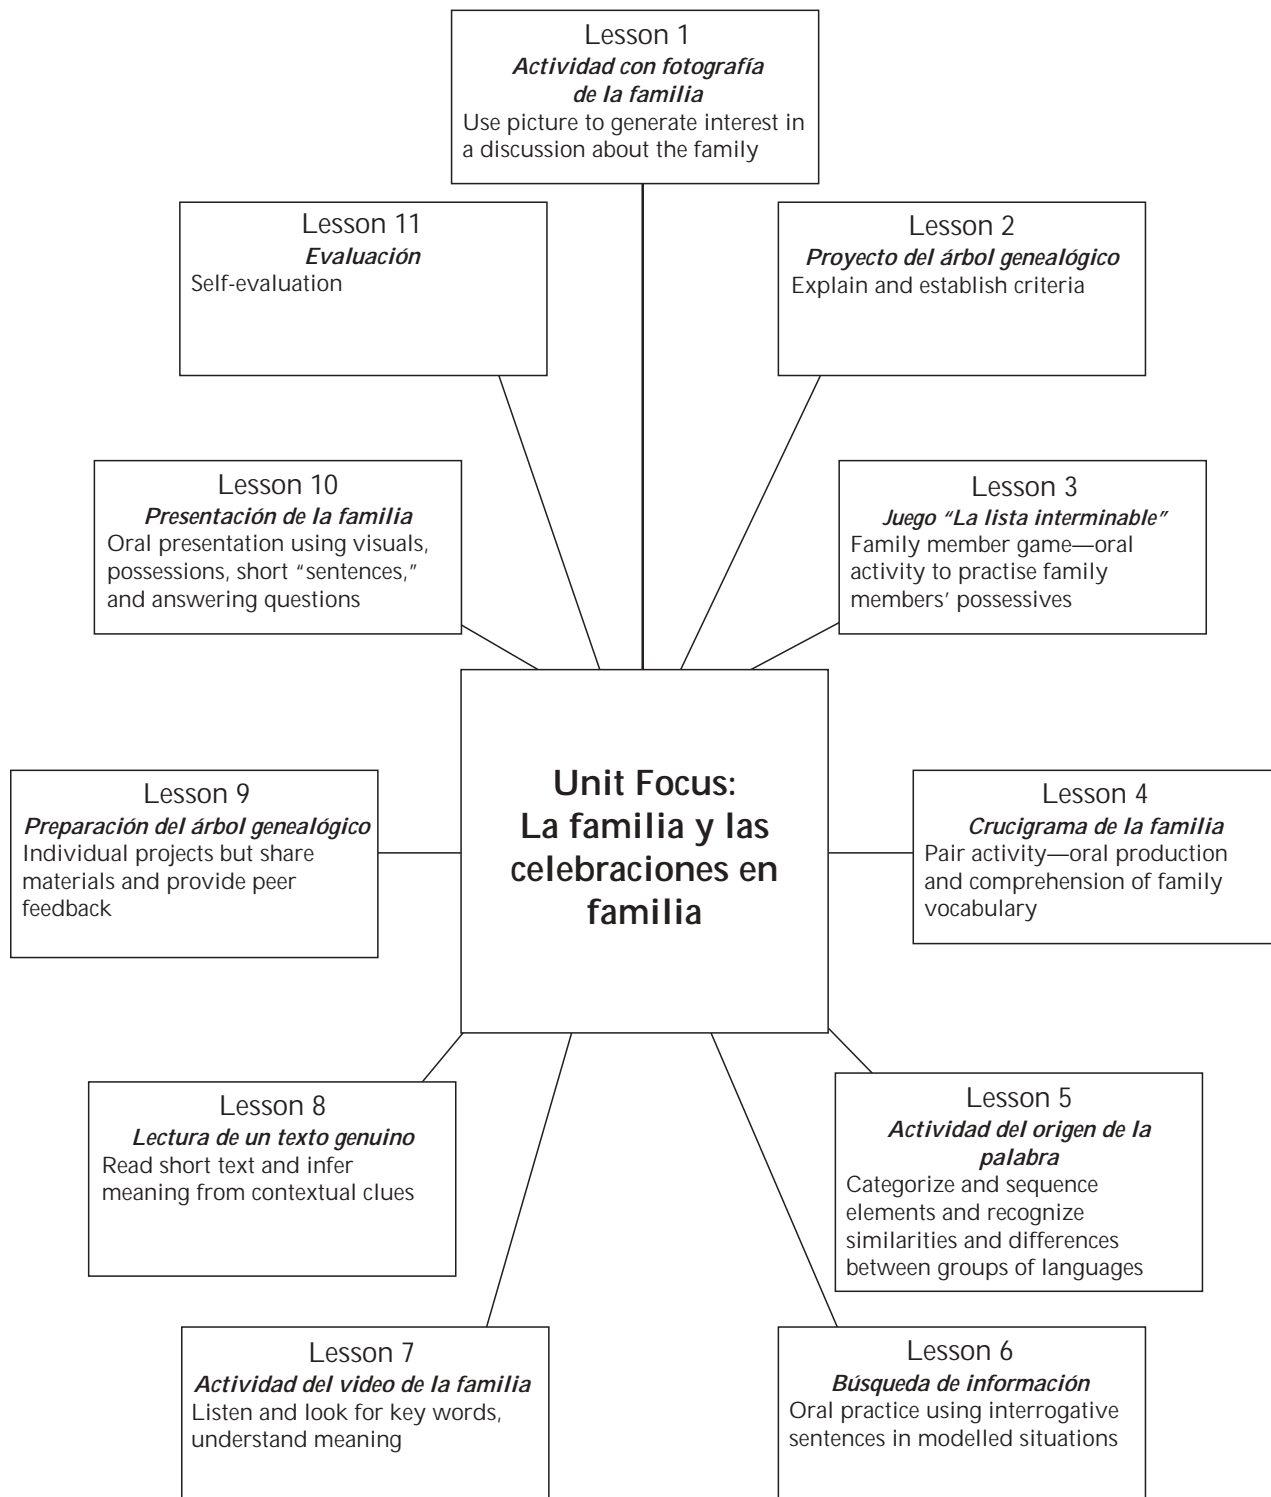 Lesson 1
Actividad con fotografía
de la familia
Use picture to generate interest in
a discussion about the family
Lesson 11
Evaluación
Self-evaluation
Lesson 2
Proyecto del árbol genealógico
Explain and establish criteria
Lesson 10
Presentación de la familia
Oral presentation using visuals,
possessions, short “sentences,”
and answering questions
Lesson 3
Juego “La lista interminable”
Family member game—oral
activity to practise family
members’ possessives
Unit Focus:
La familia y las
celebraciones en
familia
Lesson 9
Preparación del árbol genealógico
Individual projects but share
materials and provide peer
feedback
Lesson 4
Crucigrama de la familia
Pair activity—oral production
and comprehension of family
vocabulary
Lesson 8
Lectura de un texto genuino
Read short text and infer
meaning from contextual clues
Lesson 5
Actividad del origen de la
palabra
Categorize and sequence
elements and recognize
similarities and differences
between groups of languages
Lesson 7
Actividad del video de la familia
Listen and look for key words,
understand meaning
Lesson 6
Búsqueda de información
Oral practice using interrogative
sentences in modelled situations